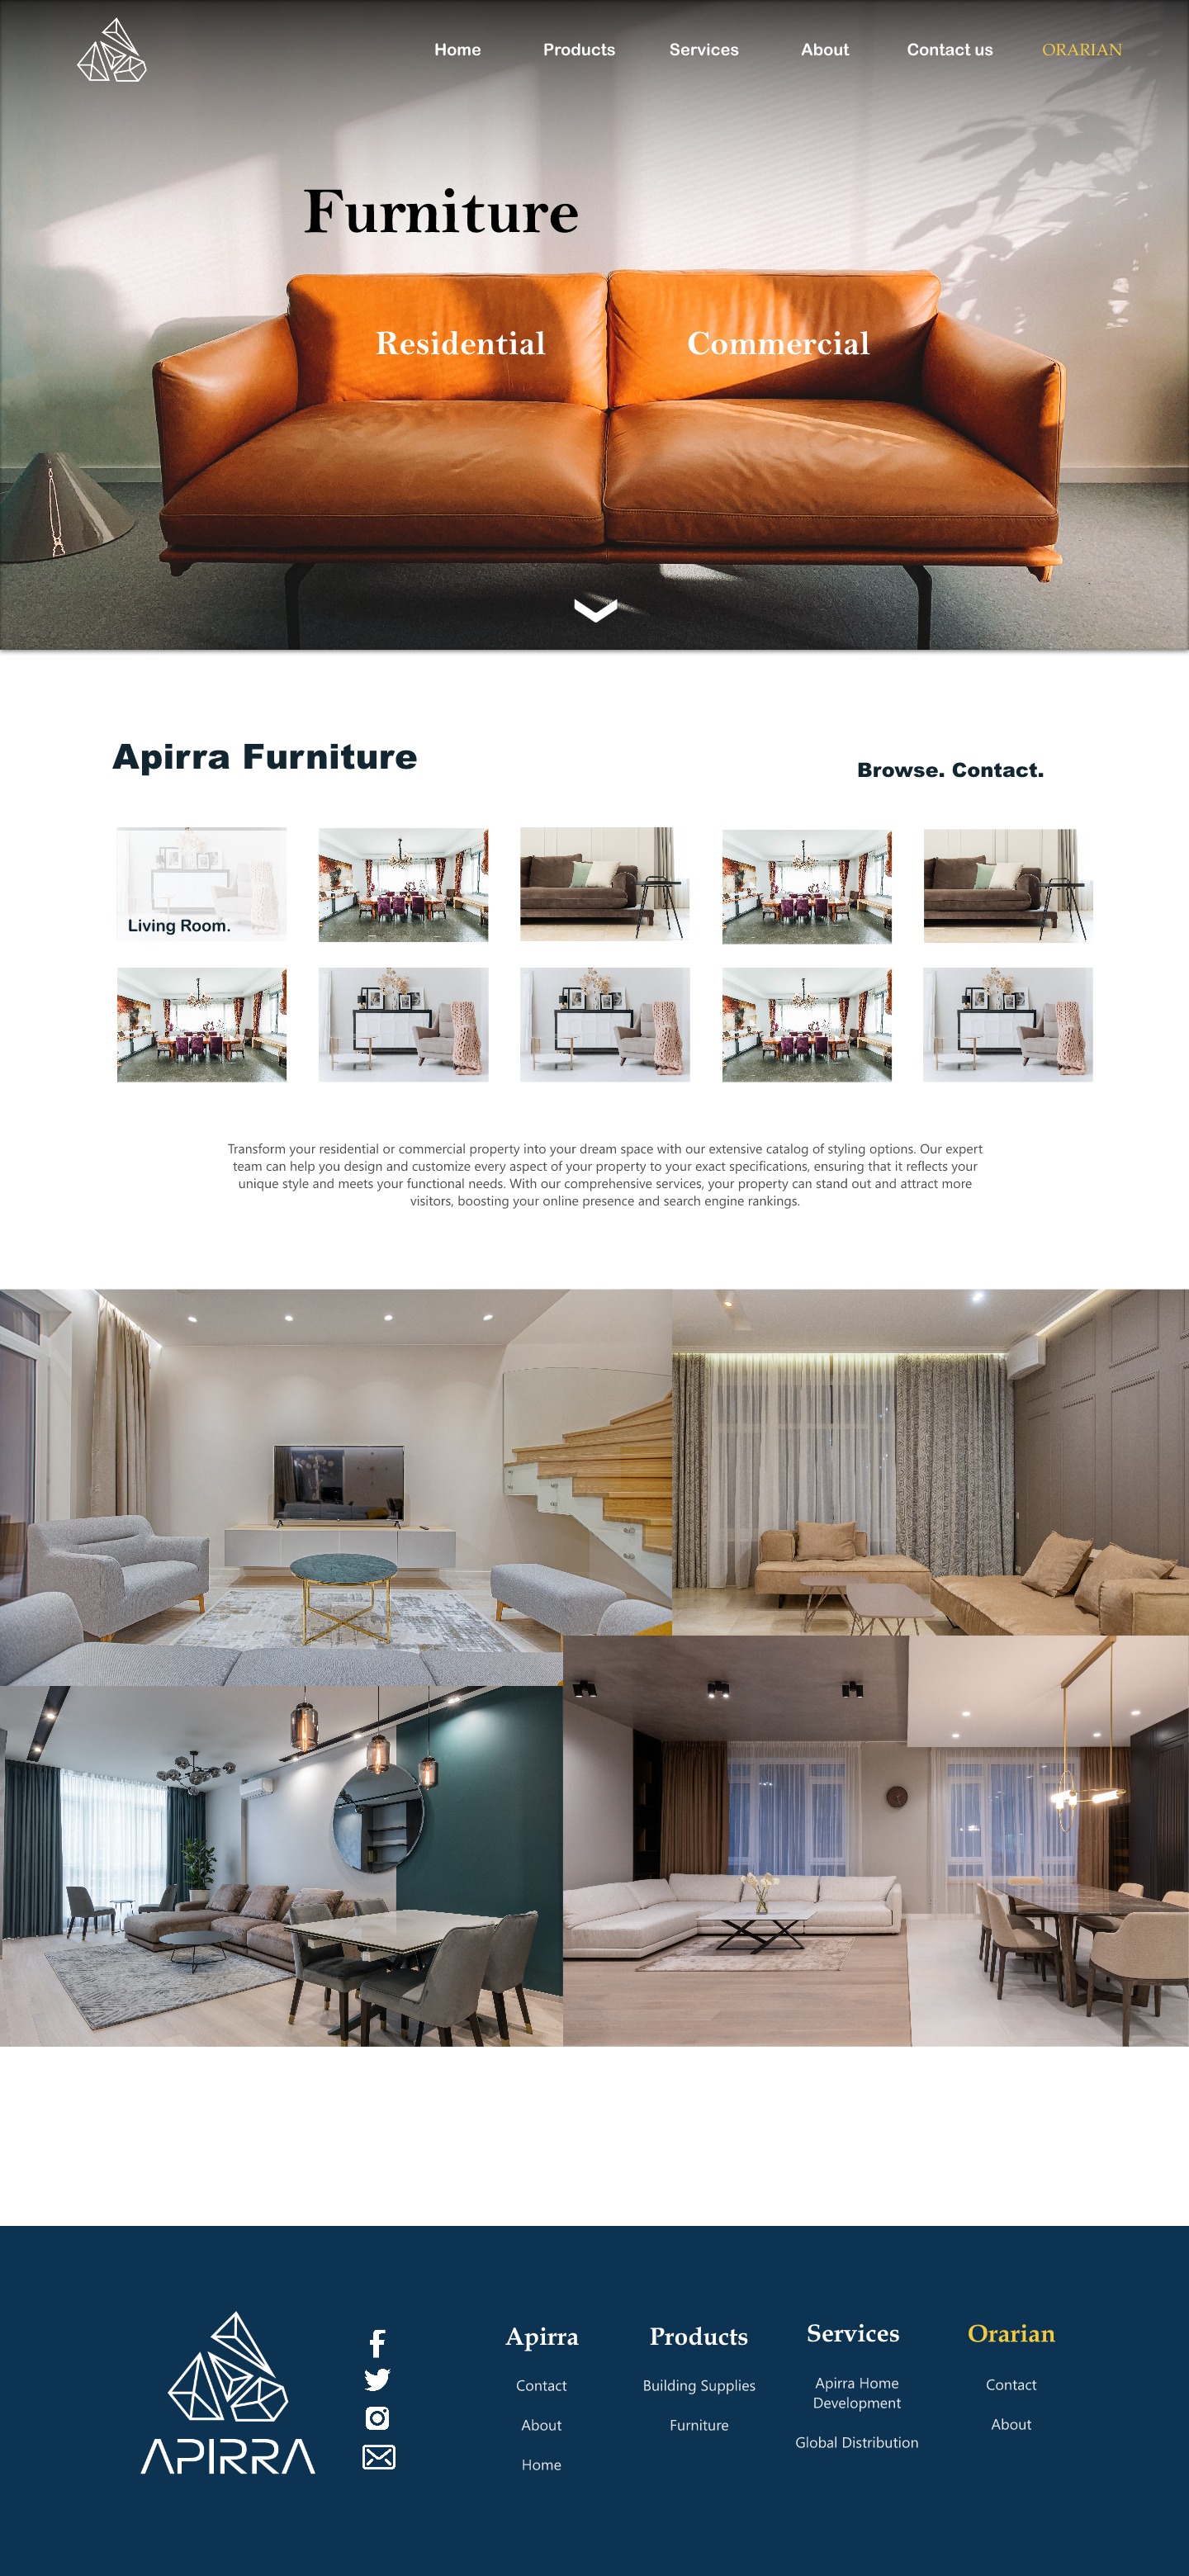 Home Products Services About Contact us ORARIAN
Furniture
Residential Commercial
Apirra Furniture
Browse. Contact.
Living Room.
Transform your residential or commercial property into your dream space with our extensive catalog of styling options. Our expert
team can help you design and customize every aspect of your property to your exact specifications, ensuring that it reflects your
unique style and meets your functional needs. With our comprehensive services, your property can stand out and attract more
visitors, boosting your online presence and search engine rankings.
APIRRA
Apirra
Contact
About
Home
Products
Building Supplies
Furniture
Services
Apirra Home
Development
Global Distribution
Orarian
Contact
About